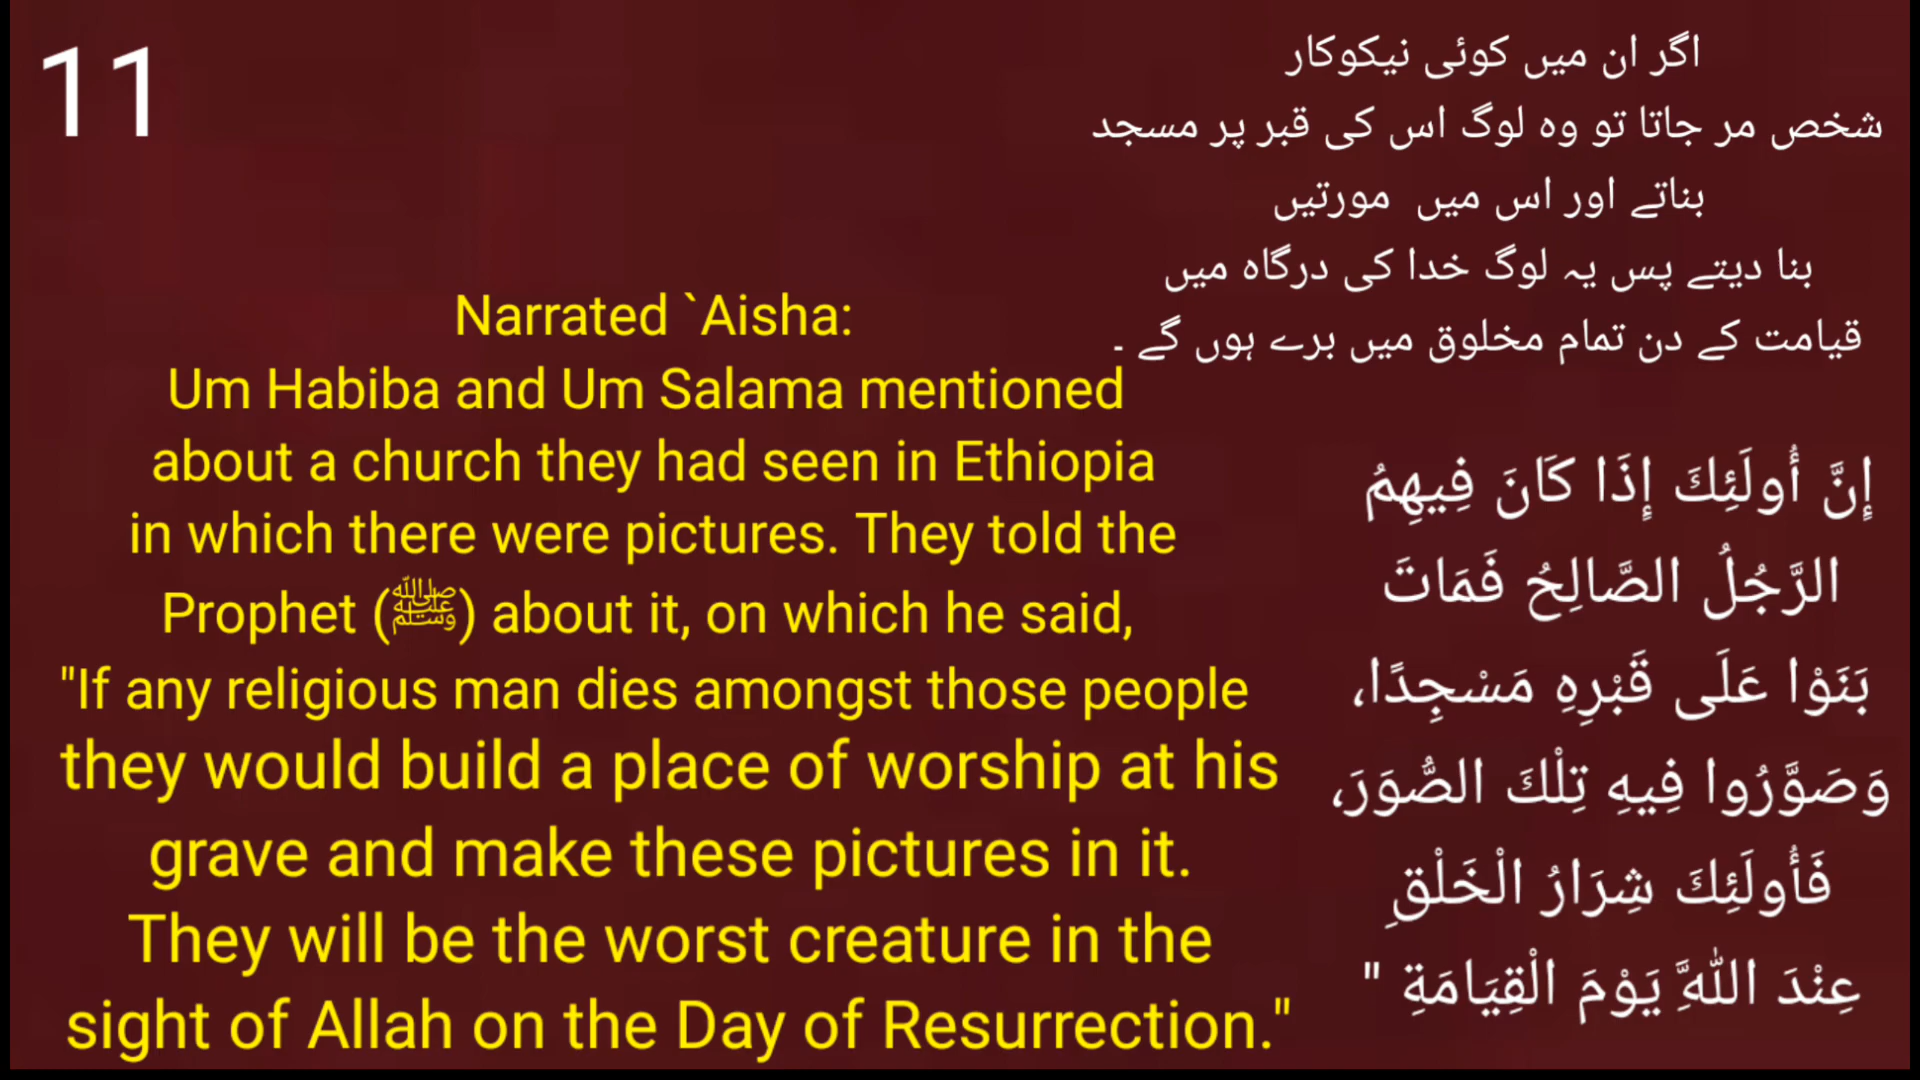 11
اگر ان میں کوئی نیکوکار
شخص مر جاتا تو وہ لوگ اس کی قبر پر مسجد
بناتے اور اس میں مورتیں
بنا دیتے پس یہ لوگ خدا کی درگاہ میں
قیامت کے دن تمام مخلوق میں برے ہوں گے ۔
Narrated `Aisha:
Um Habiba and Um Salama mentioned
about a church they had seen in Ethiopia
in which there were pictures. They told the
Prophet (ﷺ) about it, on which he said,
"If any religious man dies amongst those people
they would build a place of worship at his
grave and make these pictures in it.
They will be the worst creature in the
sight of Allah on the Day of Resurrection."
إِنَّ أُولَئِكَ إِذَا كَانَ فِيهِمُ
الرَّجُلُ الصَّالِحُ فَمَاتَ
بَنَوْا عَلَى قَبْرِهِ مَسْجِدًا،
وَصَوَّرُوا فِيهِ تِلْكَ الصُّوَرَ،
فَأُولَئِكَ شِرَارُ الْخَلْقِ
عِنْدَ اللَّهِ يَوْمَ الْقِيَامَةِ "